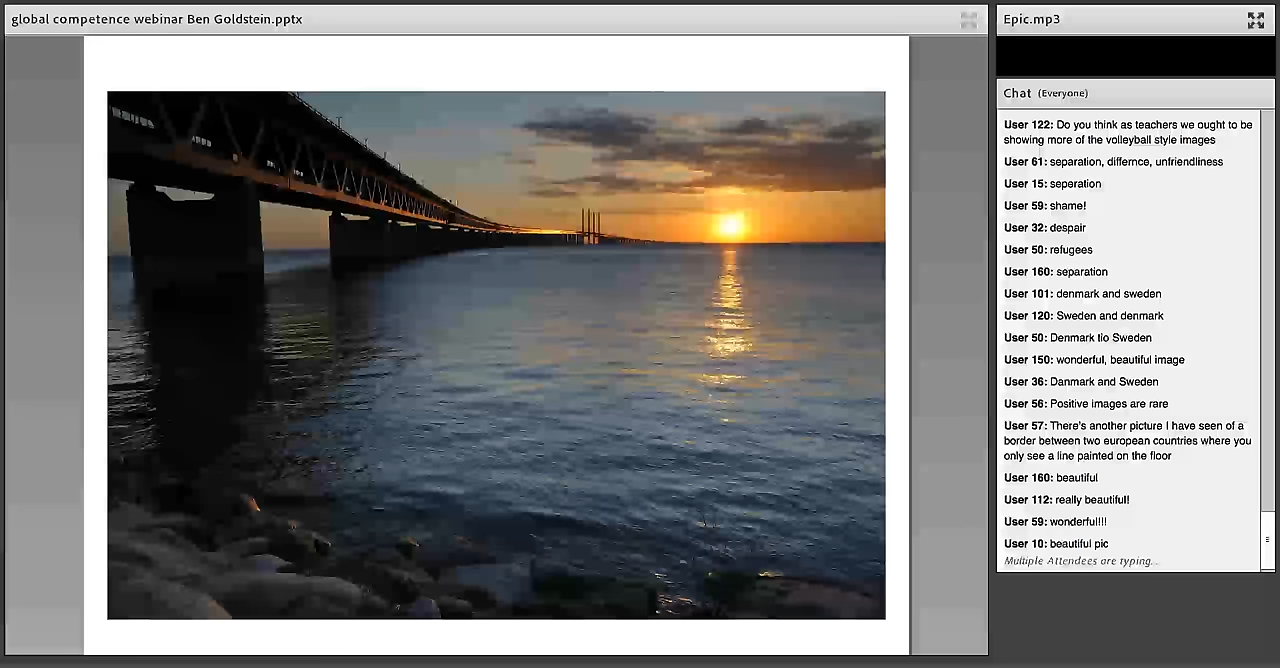 global competence webinar Ben Goldstein.pptx
Epic.mp3
Chat (Everyone)
User 122: Do you think as teachers we ought to be
showing more of the volleyball style images
User 61: separation, differnce, unfriendliness
User 15: seperation
User 59: shame!
User 32: despair
User 50: refugees
User 160: separation
User 101: denmark and sweden
User 120: Sweden and denmark
User 50: Denmark tio Sweden
User 150: wonderful, beautiful image
User 36: Danmark and Sweden
User 56: Positive images are rare
User 57: There's another picture I have seen of a
border between two european countries where you
only see a line painted on the floor
User 160: beautiful
User 112: really beautiful!
User 59: wonderful!!!
User 10: beautiful pic
Multiple Attendees are typing...